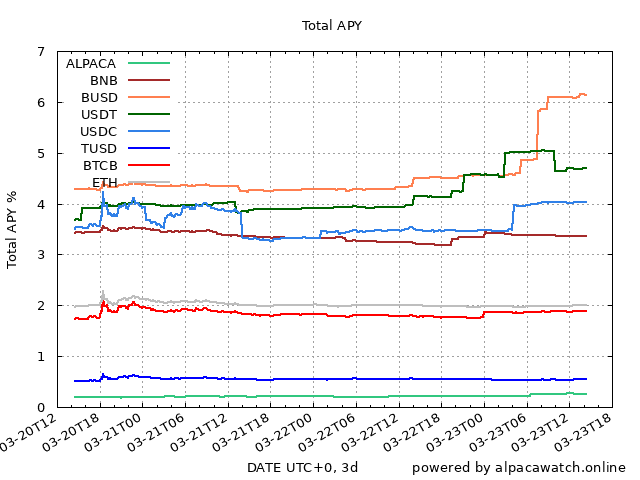 Total APY
7
6
5
4
3
2
1
0
Total APY %
ALPACA
BNB
BUSD
USDT
USDC
TUSD
BTCB
ETH
03-20T12
03-20T18
03-21T00
03-21T06
03-21T12
03-21T18
03-22T00
03-22T06
03-22T12
03-22T18
03-23T00
03-23T06
03-23T12
03-23T18
DATE UTC+0, 3d
powered by alpacawatch.online